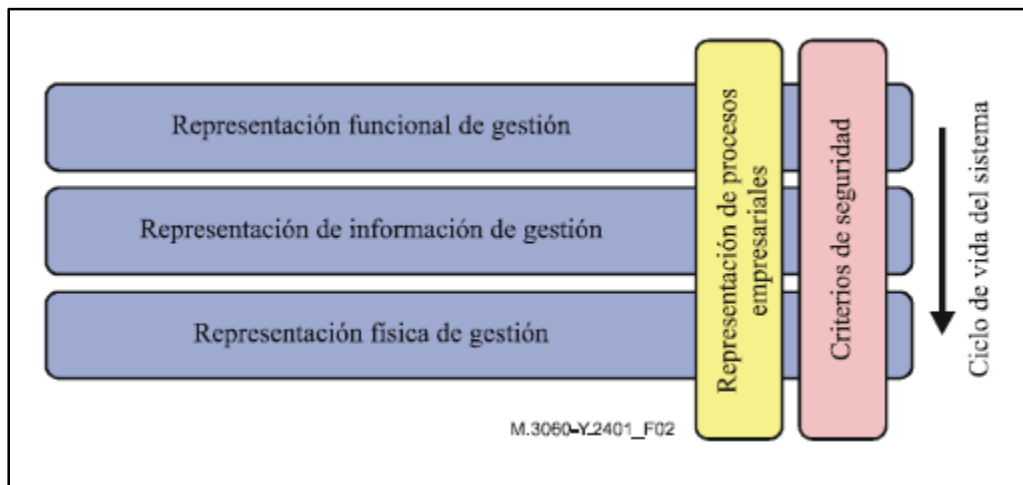 Representación funcional de gestión
Representación de información de gestión
Representación física de gestión
Representación de procesos
empresariales
Criterios de seguridad
Ciclo de vida del sistema
M.3060-Y.2401_F02